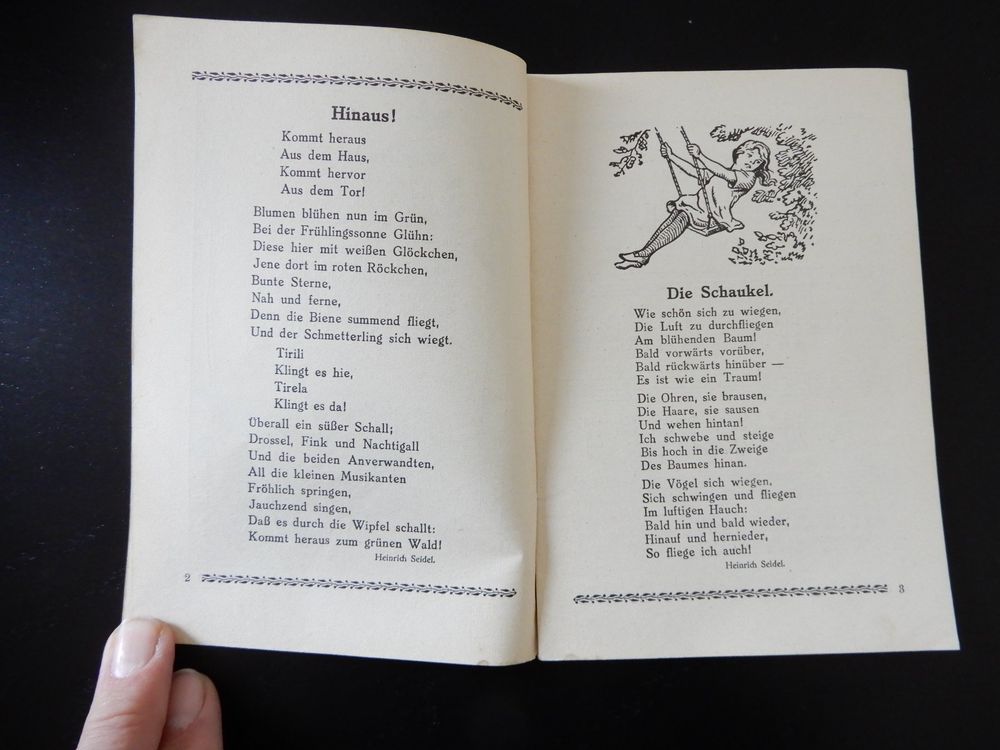 Hinaus!
Kommt heraus
Aus dem Haus,
Kommt hervor
Aus dem Tor!
Blumen blühen nun im Grün,
Bei der Frühlingssonne Glühn:
Diese hier mit weißen Glöckchen,
Jene dort im roten Röckchen,
Bunte Sterne,
Nah und ferne,
Denn die Biene summend fliegt,
Und der Schmetterling sich wiegt.
Tirili
Klingt es hie,
Tirela
Klingt es da!
Überall ein süßer Schall;
Drossel, Fink und Nachtigall
Und die beiden Anverwandten,
All die kleinen Musikanten
Fröhlich springen,
Jauchzend singen,
Daß es durch die Wipfel schallt:
Kommt heraus zum grünen Wald!
Heinrich Seidel.
2
Die Schaukel.
Wie schön sich zu wiegen,
Die Luft zu durchfliegen
Am blühenden Baum!
Bald vorwärts vorüber,
Bald rückwärts hinüber —
Es ist wie ein Traum!
Die Ohren, sie brausen,
Die Haare, sie sausen
Und wehen hintan!
Ich schwebe und steige
Bis hoch in die Zweige
Des Baumes hinan.
Die Vögel sich wiegen,
Sich schwingen und fliegen
Im luftigen Hauch:
Bald hin und bald wieder,
Hinauf und hernieder,
So fliege ich auch!
Heinrich Seidel.
3